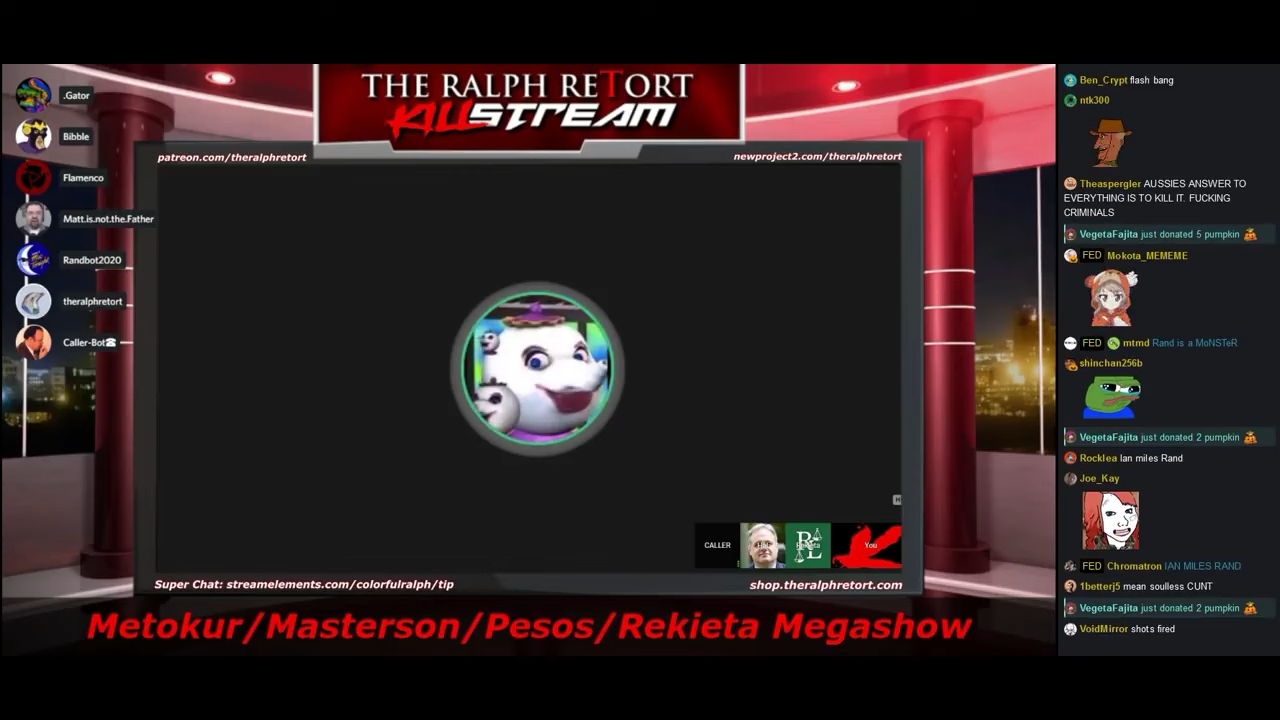 THE RALPH RETORT
KILLSTREAM
patreon.com/theralphretort
newproject2.com/theralphretort
.Gator
Bibble
Flamenco
Matt.is.not.the.Father
Randbot2020
theralphretort
Caller-Bot☎
CALLER
RL
You
H
Super Chat: streamelements.com/colorfulralph/tip
shop.theralphretort.com
Metokur/Masterson/Pesos/Rekieta Megashow
Ben_Crypt flash bang
ntk300
Theaspergler AUSSIES ANSWER TO
EVERYTHING IS TO KILL IT. FUCKING
CRIMINALS
VegetaFajita just donated 5 pumpkin
FED Mokota_MEMEME
FED mtmd Rand is a MoNSTeR
shinchan256b
VegetaFajita just donated 2 pumpkin
Rocklea Ian miles Rand
Joe_Kay
FED Chromatron IAN MILES RAND
1betterj5 mean soulless CUNT
VegetaFajita just donated 2 pumpkin
VoidMirror shots fired